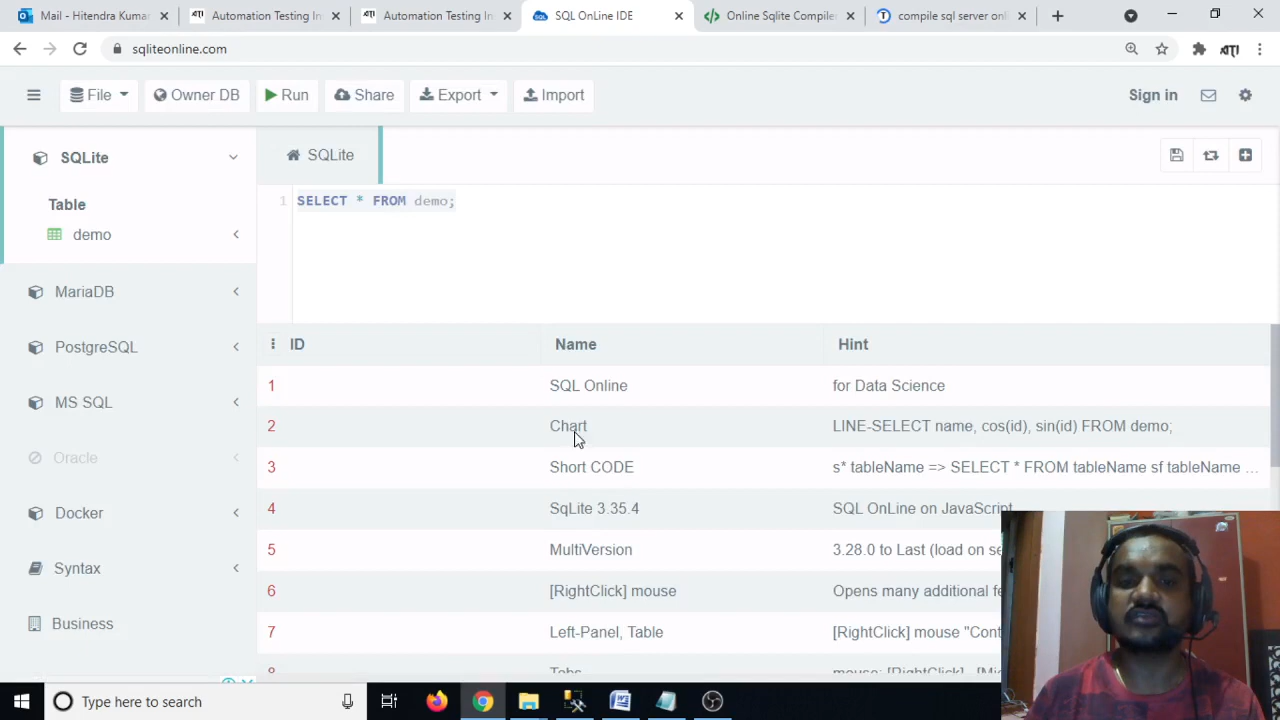 Mail - Hitendra Kumar
Automation Testing In
Automation Testing In
SQL OnLine IDE
Online Sqlite Compiler
compile sql server onl
sqliteonline.com
File
Owner DB
Run
Share
Export
Import
Sign in
SQLite
SQLite
Table
demo
1 SELECT * FROM demo;
MariaDB
PostgreSQL
MS SQL
Oracle
Docker
Syntax
Business
ID Name Hint
1 SQL Online for Data Science
2 Chart LINE-SELECT name, cos(id), sin(id) FROM demo;
3 Short CODE s* tableName => SELECT * FROM tableName sf tableName ...
4 SqLite 3.35.4 SQL OnLine on JavaScript
5 MultiVersion 3.28.0 to Last (load on se
6 [RightClick] mouse Opens many additional fe
7 Left-Panel, Table [RightClick] mouse "Cont
8 Tabs mouse: [RightClick]
Type here to search